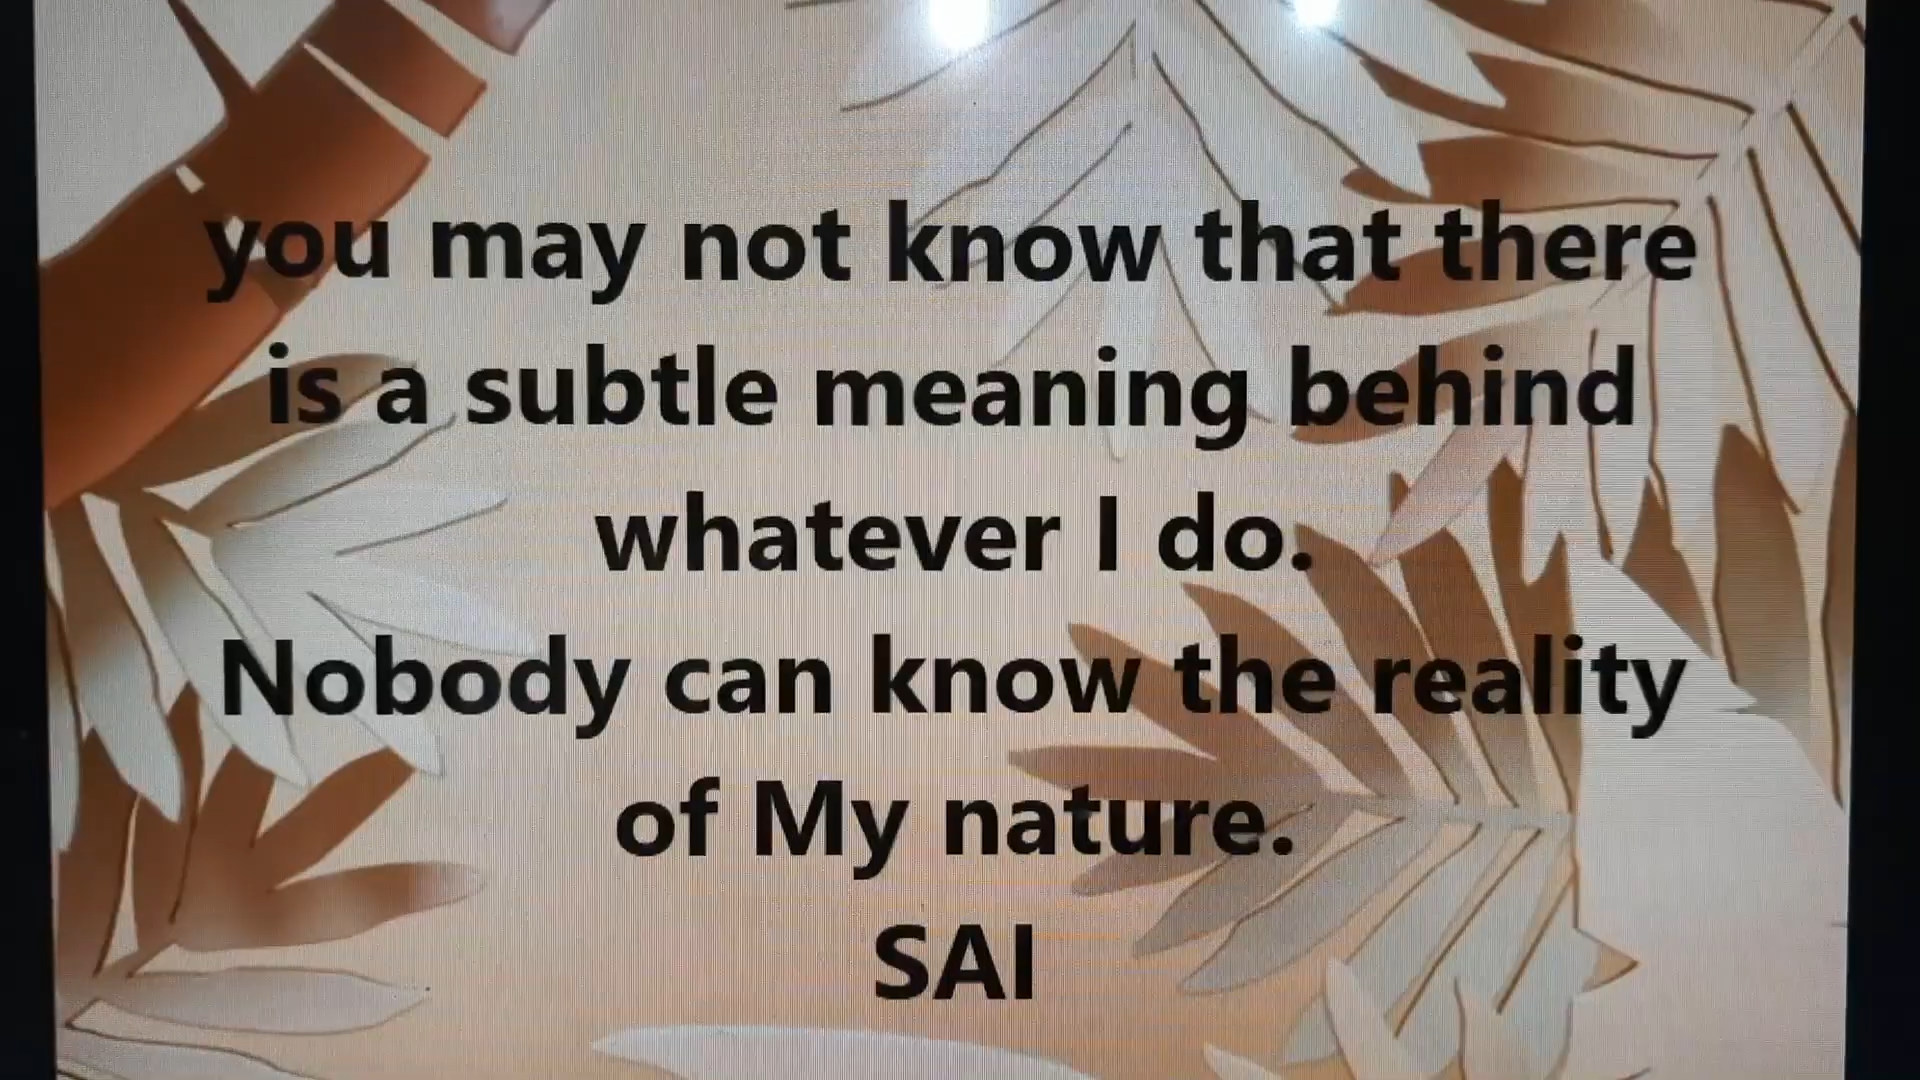 you may not know that there
is a subtle meaning behind
whatever I do.
Nobody can know the reality
of My nature.
SAI